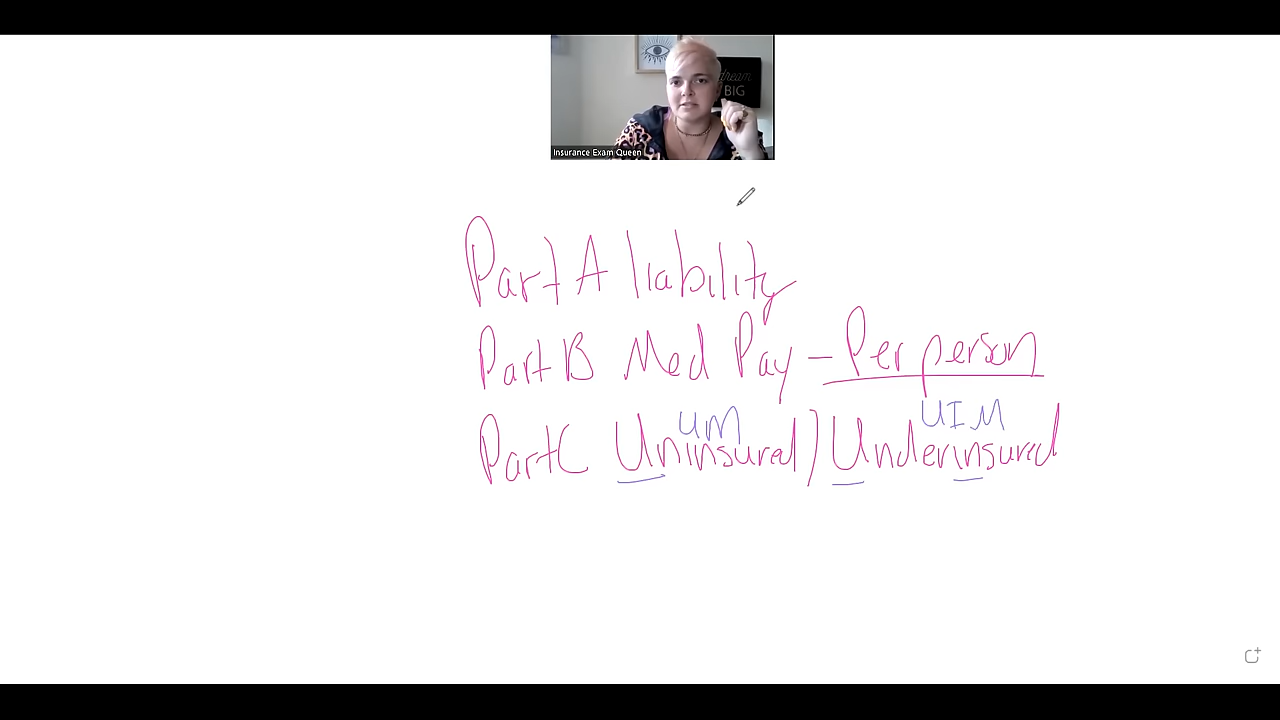 dream
BIG
Insurance Exam Queen
Part A liability
Part B Med Pay - Per person
UM UIM
Part C Uninsured / Underinsured